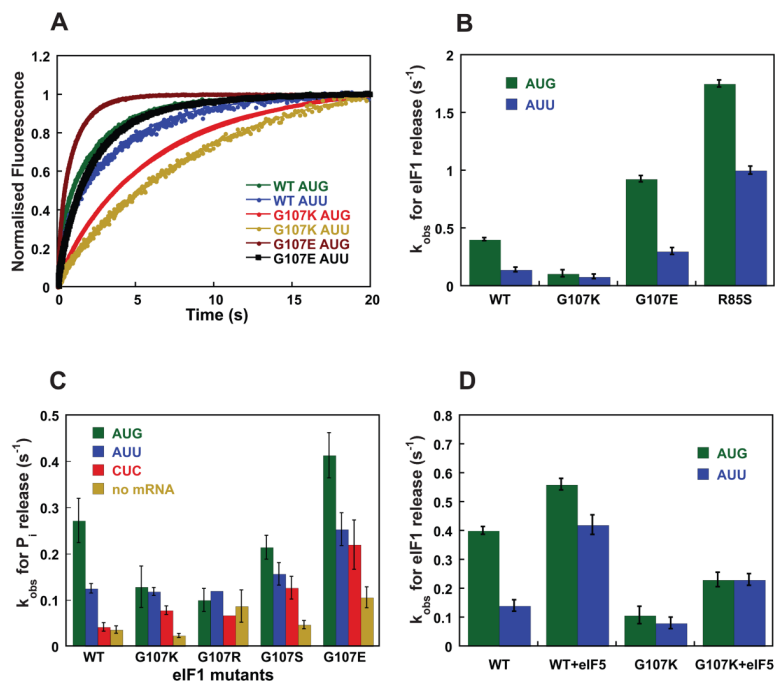 A
Normalised Fluorescence
1.2
1
0.8
0.6
0.4
0.2
0
0
5
10
15
20
Time (s)
WT AUG
WT AUU
G107K AUG
G107K AUU
G107E AUG
G107E AUU
B
k_obs for eIF1 release (s⁻¹)
2
1.5
1
0.5
0
AUG
AUU
WT G107K G107E R85S
C
k_obs for P_i release (s⁻¹)
0.5
0.4
0.3
0.2
0.1
0
AUG
AUU
CUC
no mRNA
WT G107K G107R G107S G107E
eIF1 mutants
D
k_obs for eIF1 release (s⁻¹)
0.8
0.7
0.6
0.5
0.4
0.3
0.2
0.1
0
AUG
AUU
WT WT+eIF5 G107K G107K+eIF5